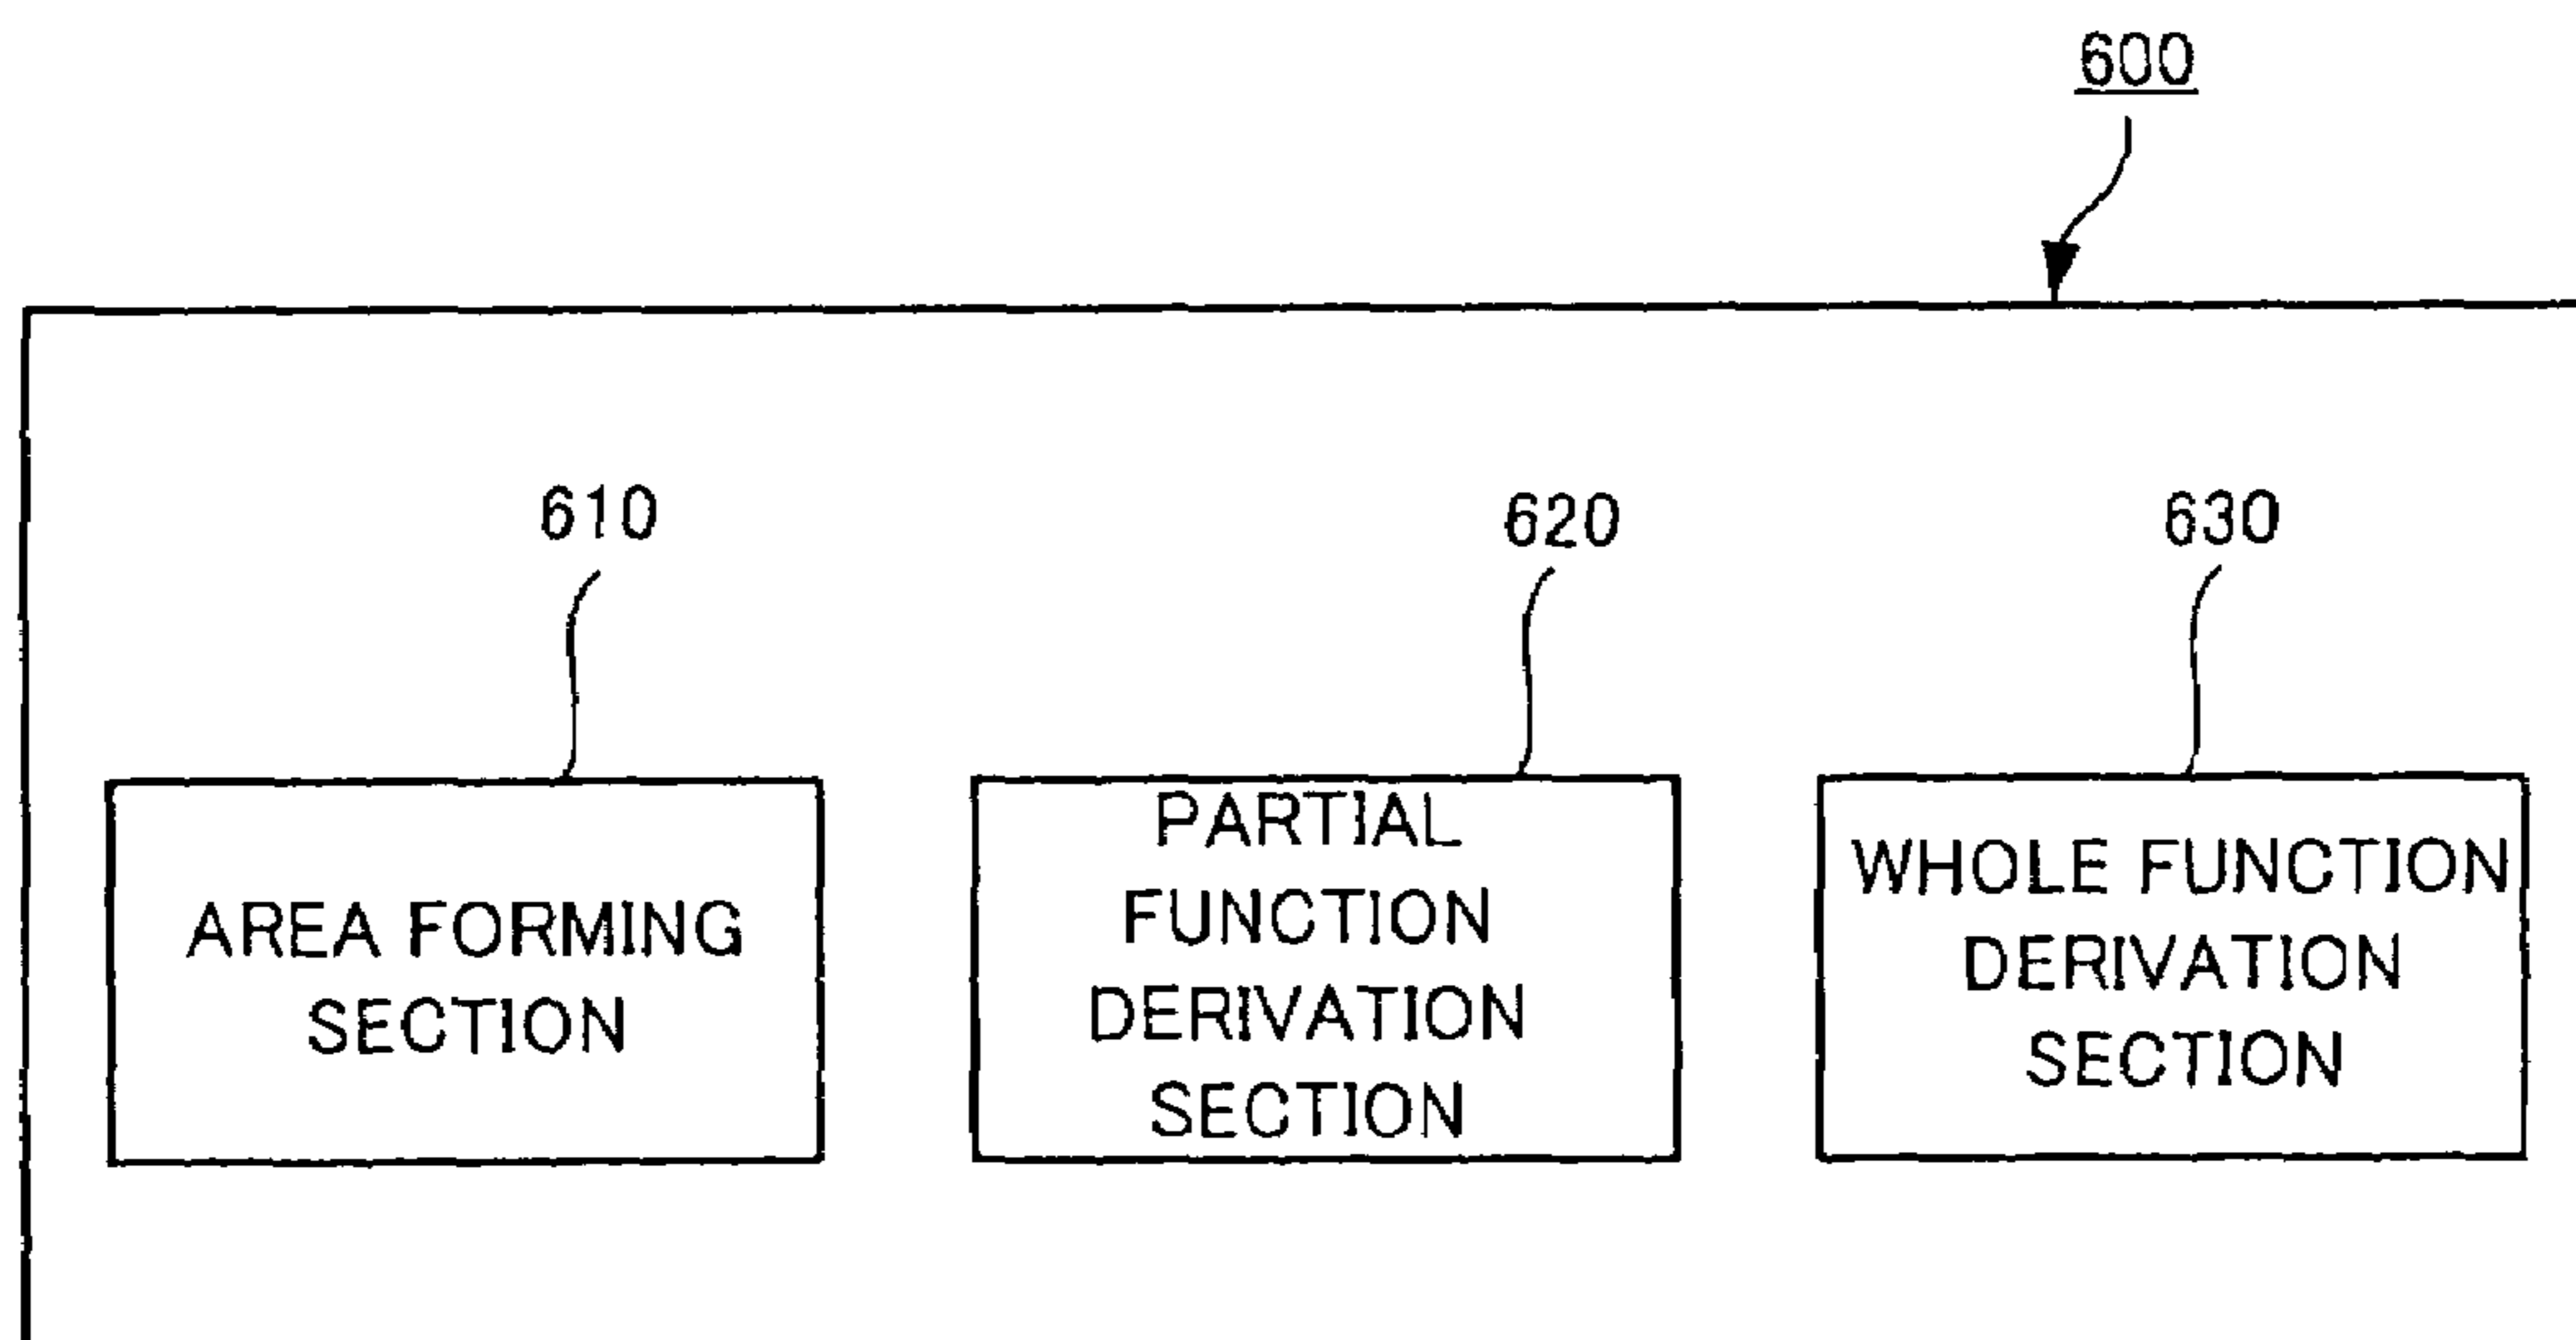 600
610
620
630
AREA FORMING
SECTION
PARTIAL
FUNCTION
DERIVATION
SECTION
WHOLE FUNCTION
DERIVATION
SECTION